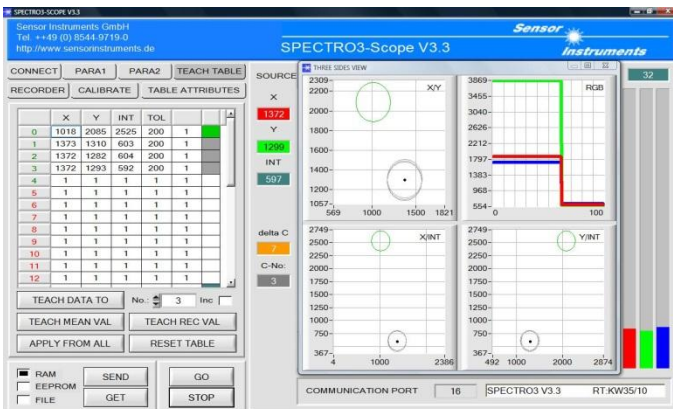 SPECTRO3-SCOPE V3.3
Sensor Instruments GmbH
Tel. ++49 (0) 8544-9719-0
http://www.sensorinstruments.de
SPECTRO3-Scope V3.3
Sensor
Instruments
CONNECT PARA1 PARA2 TEACH TABLE
RECORDER CALIBRATE TABLE ATTRIBUTES
X Y INT TOL
0 1018 2085 2525 200 1
1 1373 1310 603 200 1
2 1372 1282 604 200 1
3 1372 1293 592 200 1
4 1 1 1 1 1
5 1 1 1 1 1
6 1 1 1 1 1
7 1 1 1 1 1
8 1 1 1 1 1
9 1 1 1 1 1
10 1 1 1 1 1
11 1 1 1 1 1
12 1 1 1 1 1
TEACH DATA TO No.: 3 Inc
TEACH MEAN VAL TEACH REC VAL
APPLY FROM ALL RESET TABLE
RAM
EEPROM
FILE
SEND GO
GET STOP
SOURCE
X
1372
Y
1299
INT
597
delta C
7
C-No:
3
THREE SIDES VIEW
X/Y
2309
2200
2000
1800
1600
1400
1200
1057
569 1000 1500 1821
RGB
3869
3455
3040
2626
2212
1797
1383
968
554
0 100
X/INT
2749
2500
2250
2000
1750
1500
1250
1000
750
367
4 1000 2386
Y/INT
2749
2500
2250
2000
1750
1500
1250
1000
750
367
492 1000 2000 2874
32
COMMUNICATION PORT 16 SPECTRO3 V3.3 RT:KW35/10